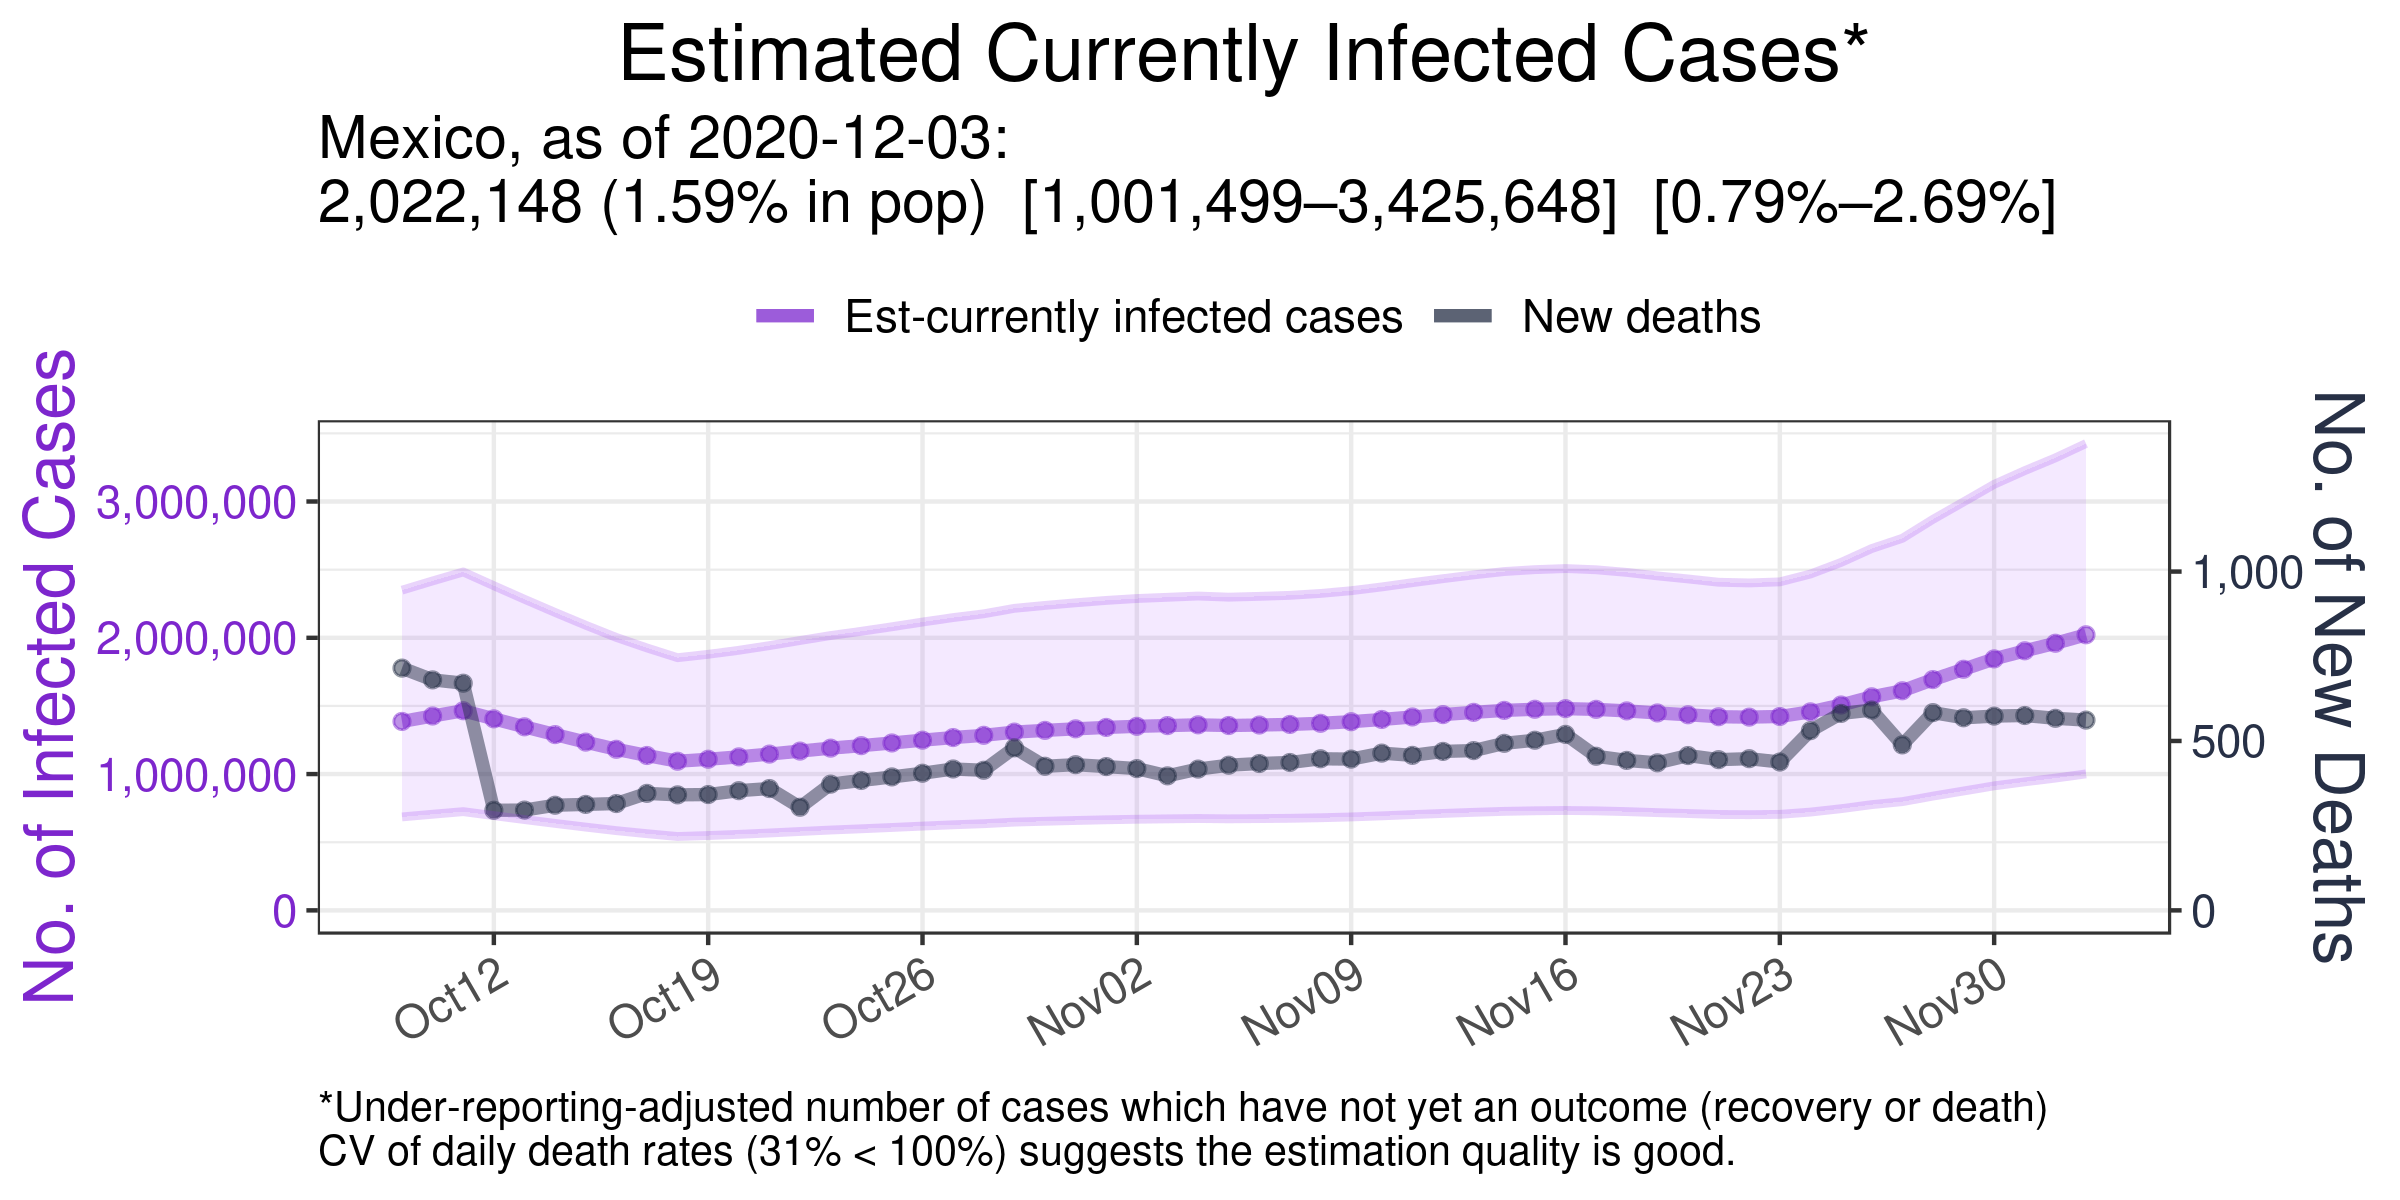 Estimated Currently Infected Cases*
Mexico, as of 2020-12-03:
2,022,148 (1.59% in pop) [1,001,499–3,425,648] [0.79%–2.69%]
Est-currently infected cases New deaths
No. of Infected Cases
3,000,000
2,000,000
1,000,000
0
1,000
500
0
No. of New Deaths
Oct12 Oct19 Oct26 Nov02 Nov09 Nov16 Nov23 Nov30
*Under-reporting-adjusted number of cases which have not yet an outcome (recovery or death)
CV of daily death rates (31% < 100%) suggests the estimation quality is good.